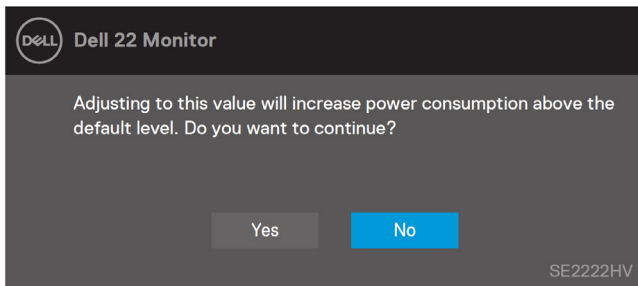 DELL Dell 22 Monitor
Adjusting to this value will increase power consumption above the
default level. Do you want to continue?
Yes No
SE2222HV